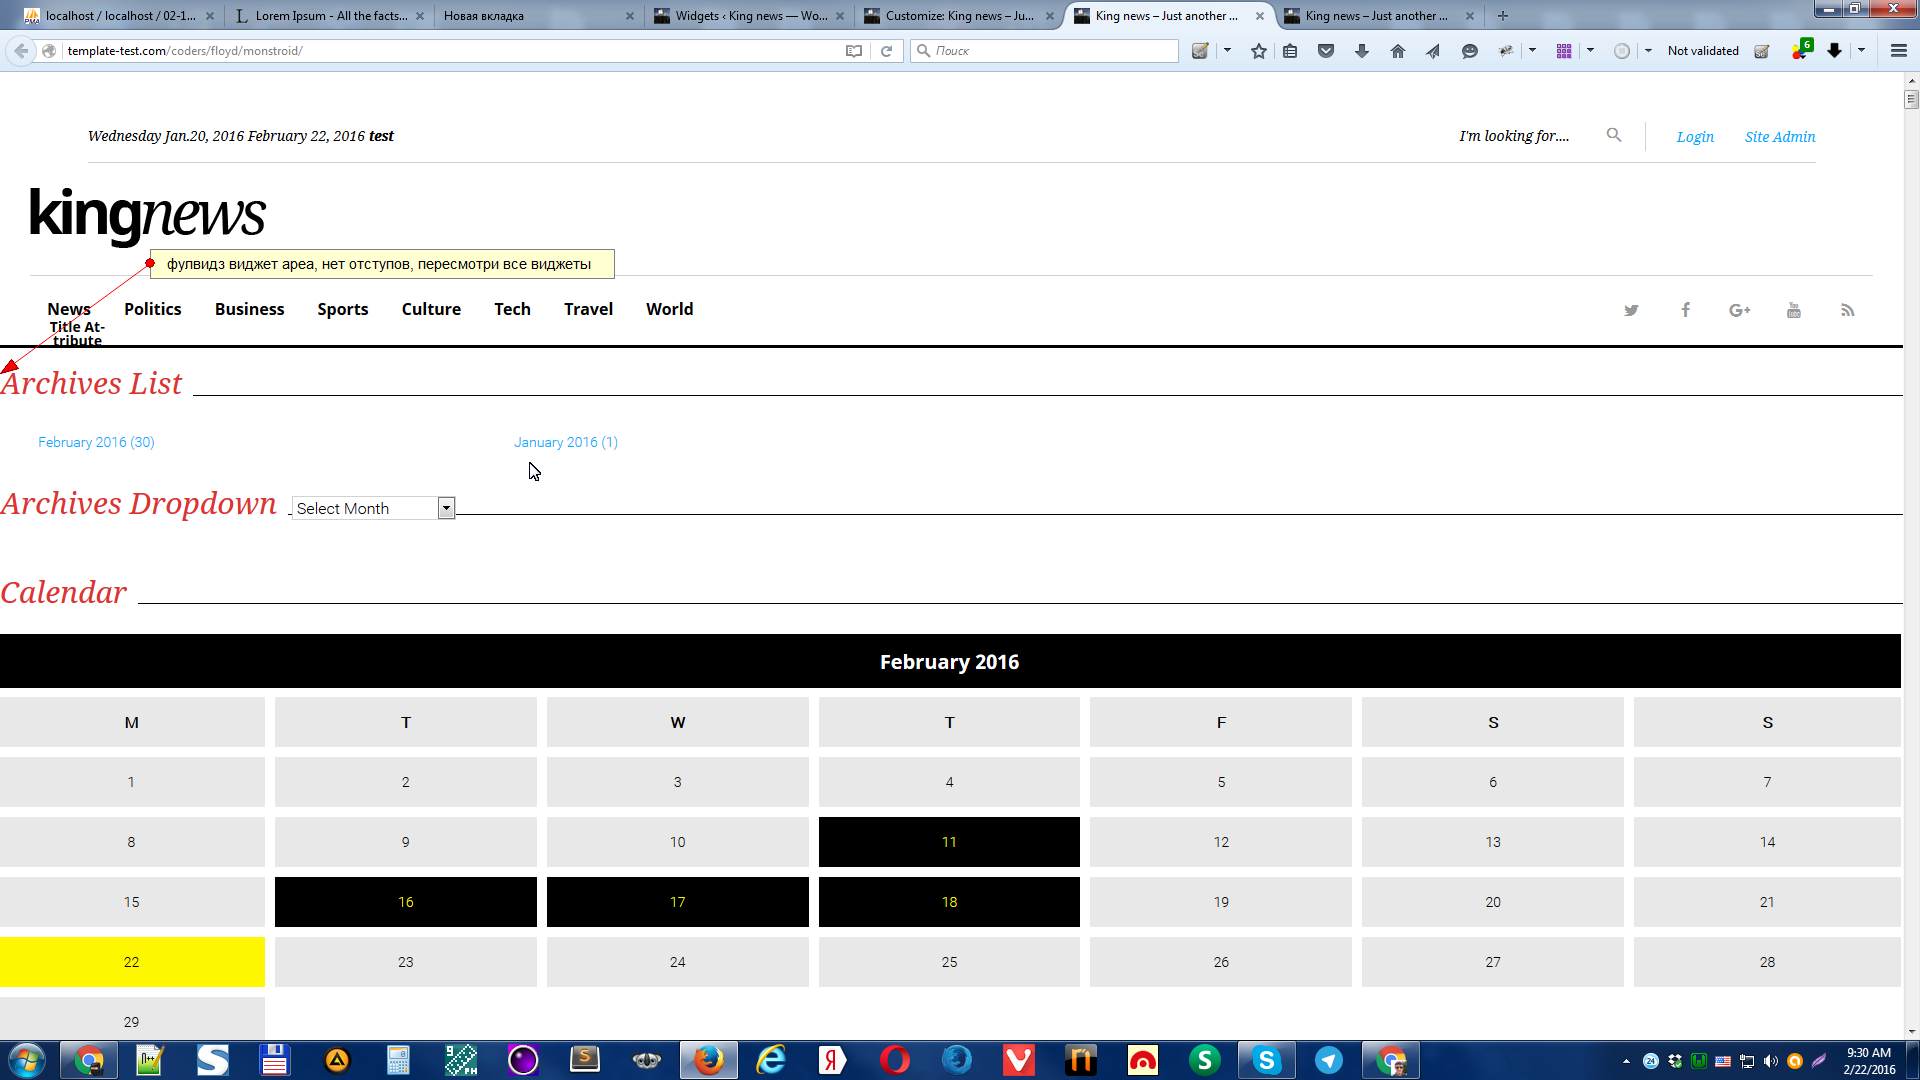 localhost / localhost / 02-1...
Lorem Ipsum - All the facts...
Новая вкладка
Widgets ‹ King news — Wo...
Customize: King news – Ju...
King news – Just another ...
King news – Just another ...
template-test.com/coders/floyd/monstroid/
Поиск
Not validated
6
Wednesday Jan.20, 2016 February 22, 2016 test
I'm looking for....
Login
Site Admin
kingnews
фулвидз виджет ареа, нет отступов, пересмотри все виджеты
News
Politics
Business
Sports
Culture
Tech
Travel
World
Title At-
tribute
Archives List
February 2016 (30)
January 2016 (1)
Archives Dropdown
Select Month
Calendar
February 2016
M T W T F S S
1 2 3 4 5 6 7
8 9 10 11 12 13 14
15 16 17 18 19 20 21
22 23 24 25 26 27 28
29
9:30 AM
2/22/2016